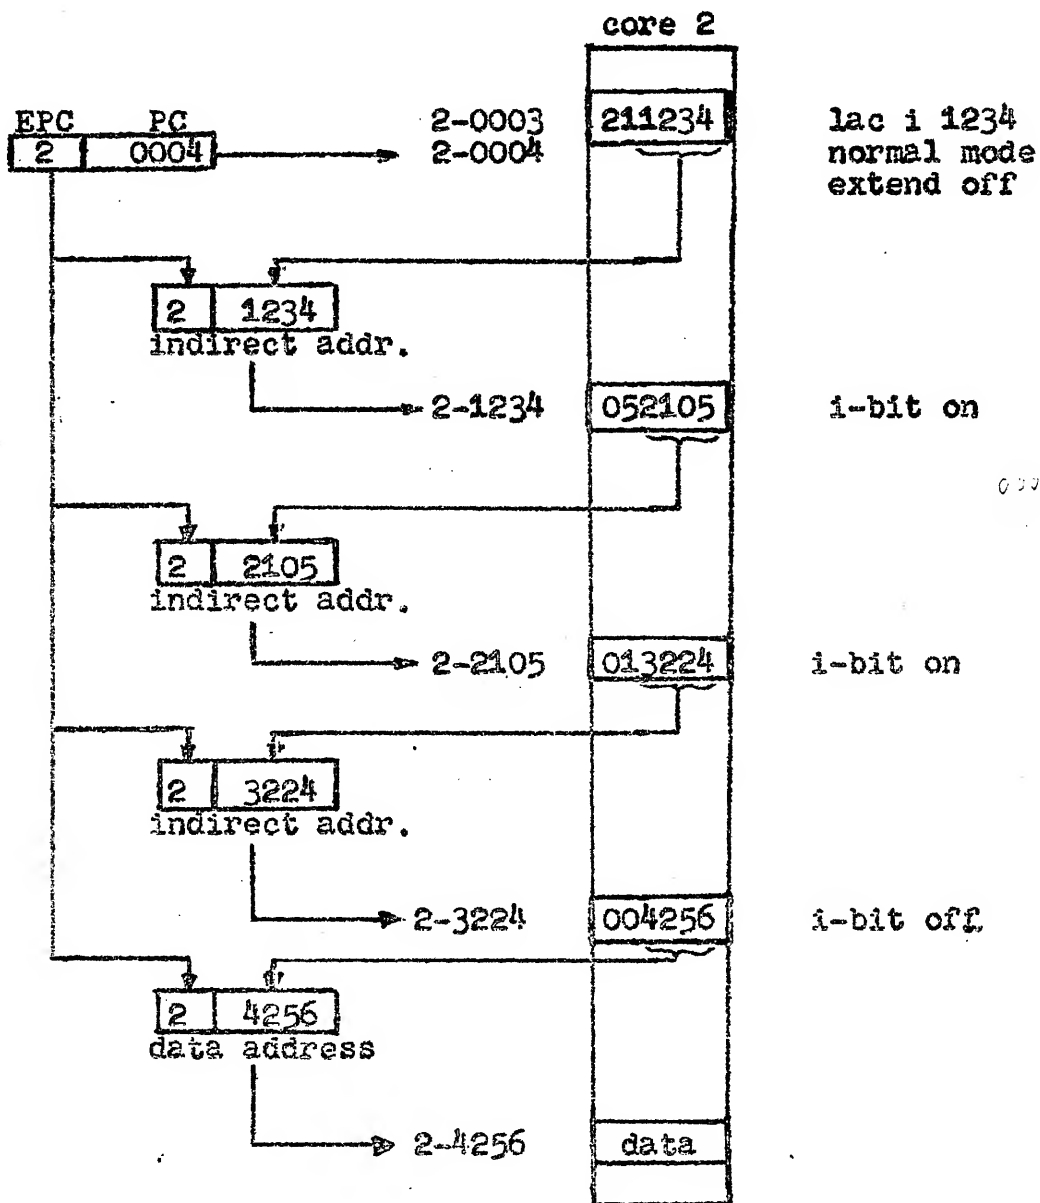 core 2
EPC PC
2 0004
2-0003 211234 lac i 1234
2-0004 normal mode
extend off
2 1234
indirect addr.
2-1234 052105 i-bit on
2 2105
indirect addr.
2-2105 013224 i-bit on
2 3224
indirect addr.
2-3224 004256 i-bit off
2 4256
data address
2-4256 data